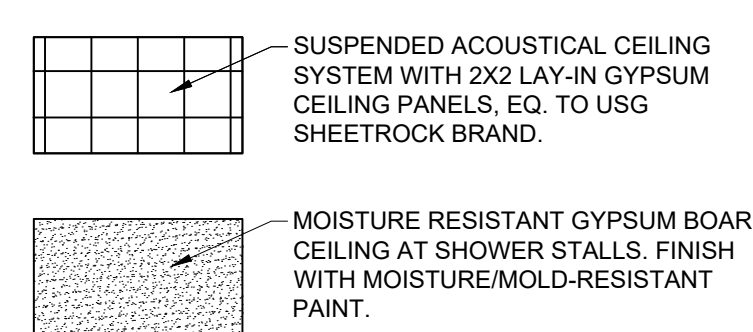 SUSPENDED ACOUSTICAL CEILING
SYSTEM WITH 2X2 LAY-IN GYPSUM
CEILING PANELS, EQ. TO USG
SHEETROCK BRAND.
MOISTURE RESISTANT GYPSUM BOAR
CEILING AT SHOWER STALLS. FINISH
WITH MOISTURE/MOLD-RESISTANT
PAINT.